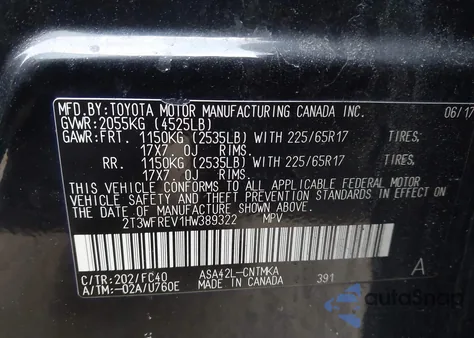 MFD.BY:TOYOTA MOTOR MANUFACTURING CANADA INC. 06/17
GVWR:2055KG (4525LB)
GAWR:FRT. 1150KG (2535LB) WITH 225/65R17 TIRES,
17X7.0J RIMS.
RR. 1150KG (2535LB) WITH 225/65R17 TIRES,
17X7.0J RIMS.
THIS VEHICLE CONFORMS TO ALL APPLICABLE FEDERAL MOTOR
VEHICLE SAFETY AND THEFT PREVENTION STANDARDS IN EFFECT
ON THE DATE OF MANUFACTURE SHOWN ABOVE.
2T3WFREV1HW389322 MPV
C/TR:202/FC40 ASA42L-CNTMKA A
A/TM:-02A/U760E MADE IN CANADA 391
autoSnap